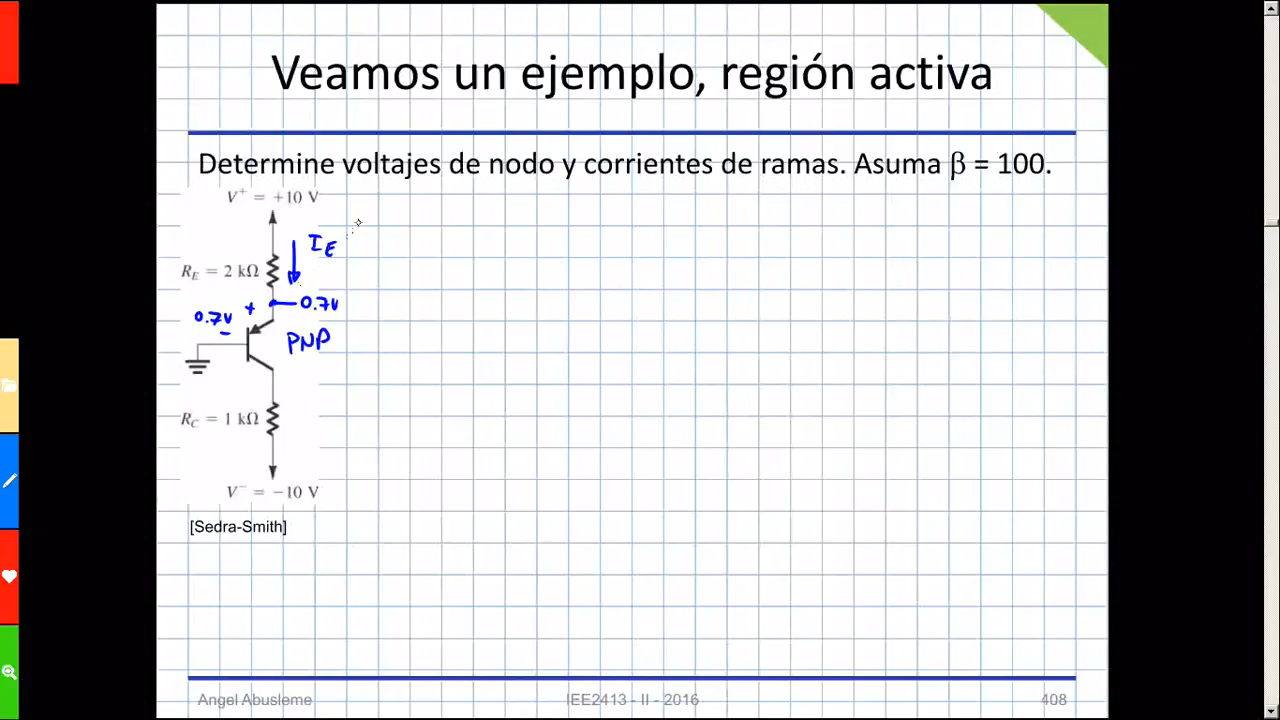 Veamos un ejemplo, región activa
Determine voltajes de nodo y corrientes de ramas. Asuma β = 100.
V⁺ = +10 V
I_E
R_E = 2 kΩ
0.7V
+
0.7V
−
PNP
R_C = 1 kΩ
V⁻ = −10 V
[Sedra-Smith]
Angel Abusleme
IEE2413 - II - 2016
408